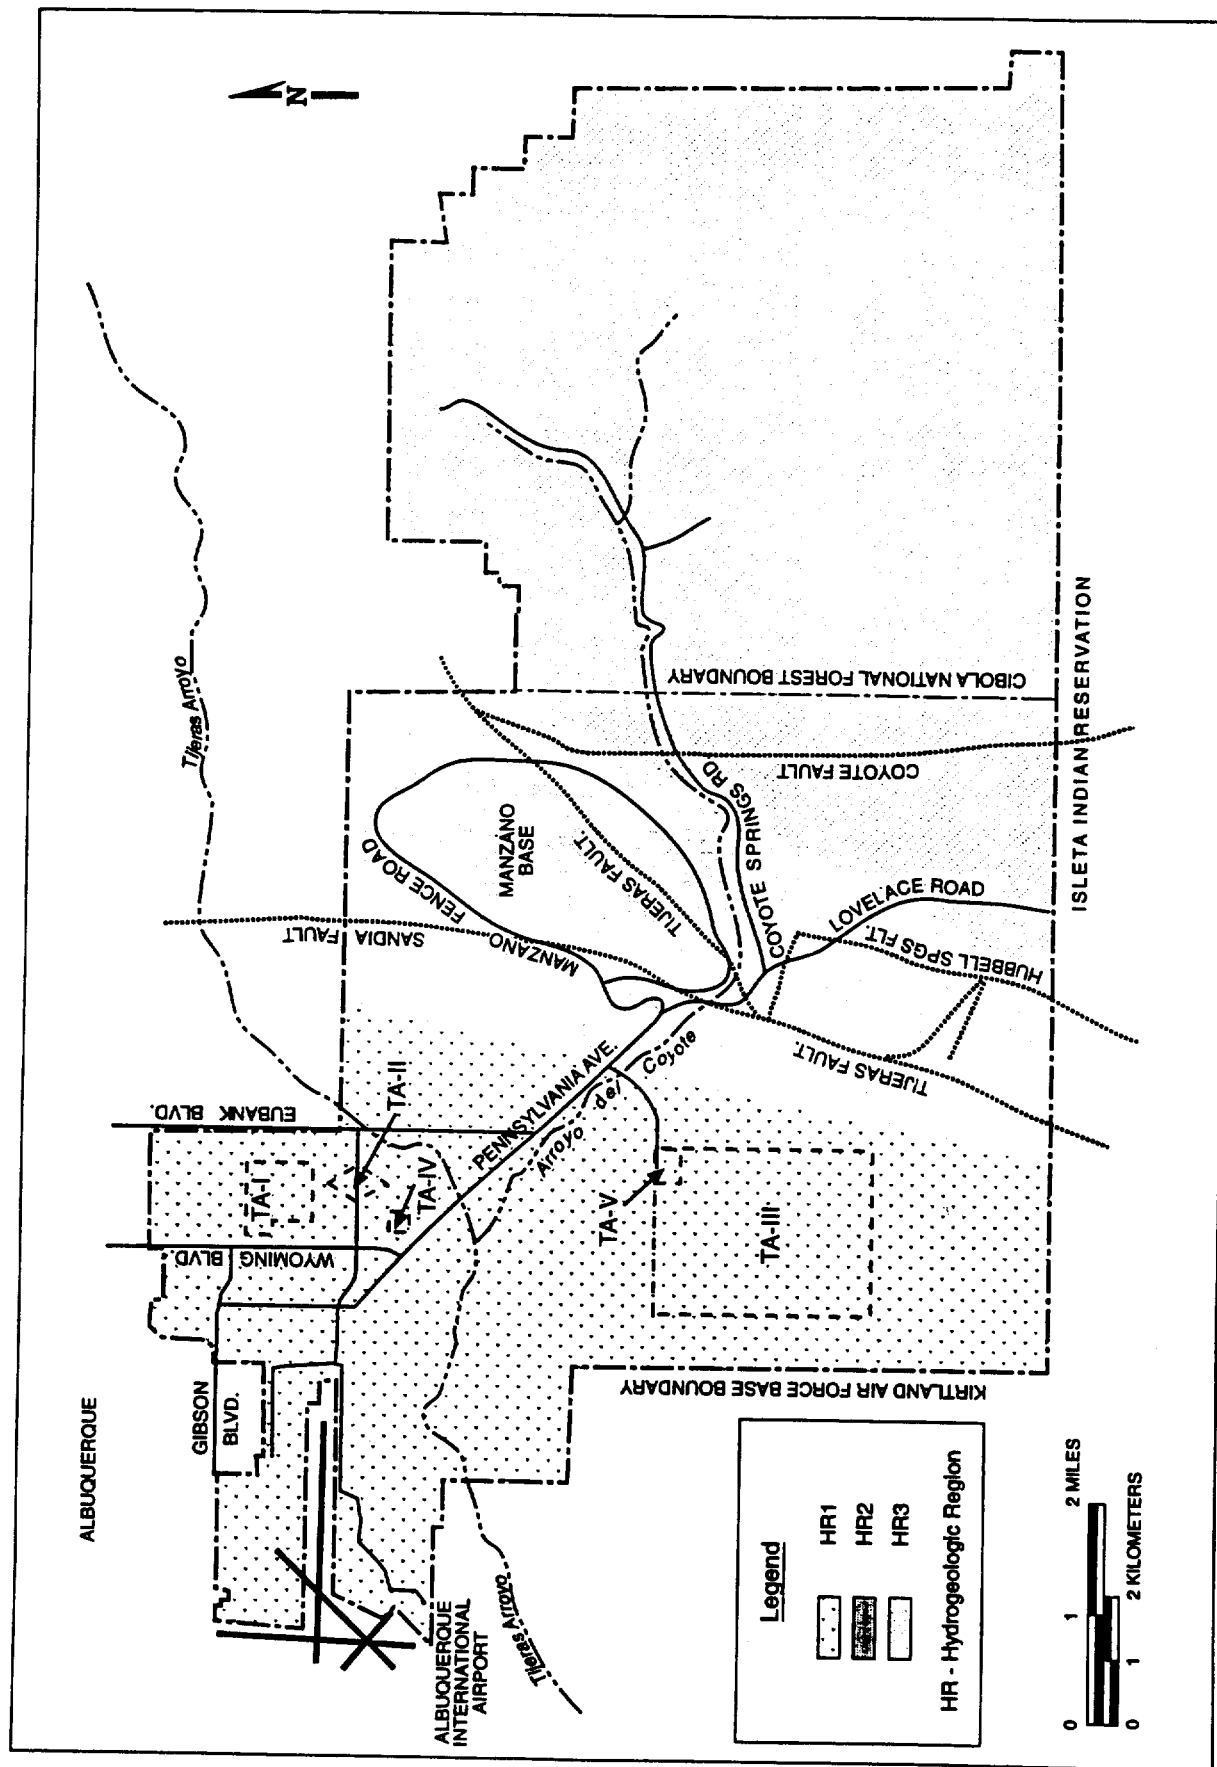 N
ALBUQUERQUE
GIBSON
BLVD.
WYOMING BLVD.
EUBANK BLVD.
TA-I
TA-II
TA-IV
Tijeras Arroyo
SANDIA FAULT
MANZANO FENCE ROAD
MANZANO
BASE
TIJERAS FAULT
PENNSYLVANIA AVE.
Arroyo del Coyote
ALBUQUERQUE
INTERNATIONAL
AIRPORT
Tijeras Arroyo
TA-V
TA-III
COYOTE SPRINGS RD
COYOTE FAULT
CIBOLA NATIONAL FOREST BOUNDARY
LOVELACE ROAD
HUBBELL SPGS FLT.
TIJERAS FAULT
KIRTLAND AIR FORCE BASE BOUNDARY
ISLETA INDIAN RESERVATION
Legend
HR1
HR2
HR3
HR - Hydrogeologic Region
0 1 2 MILES
0 1 2 KILOMETERS